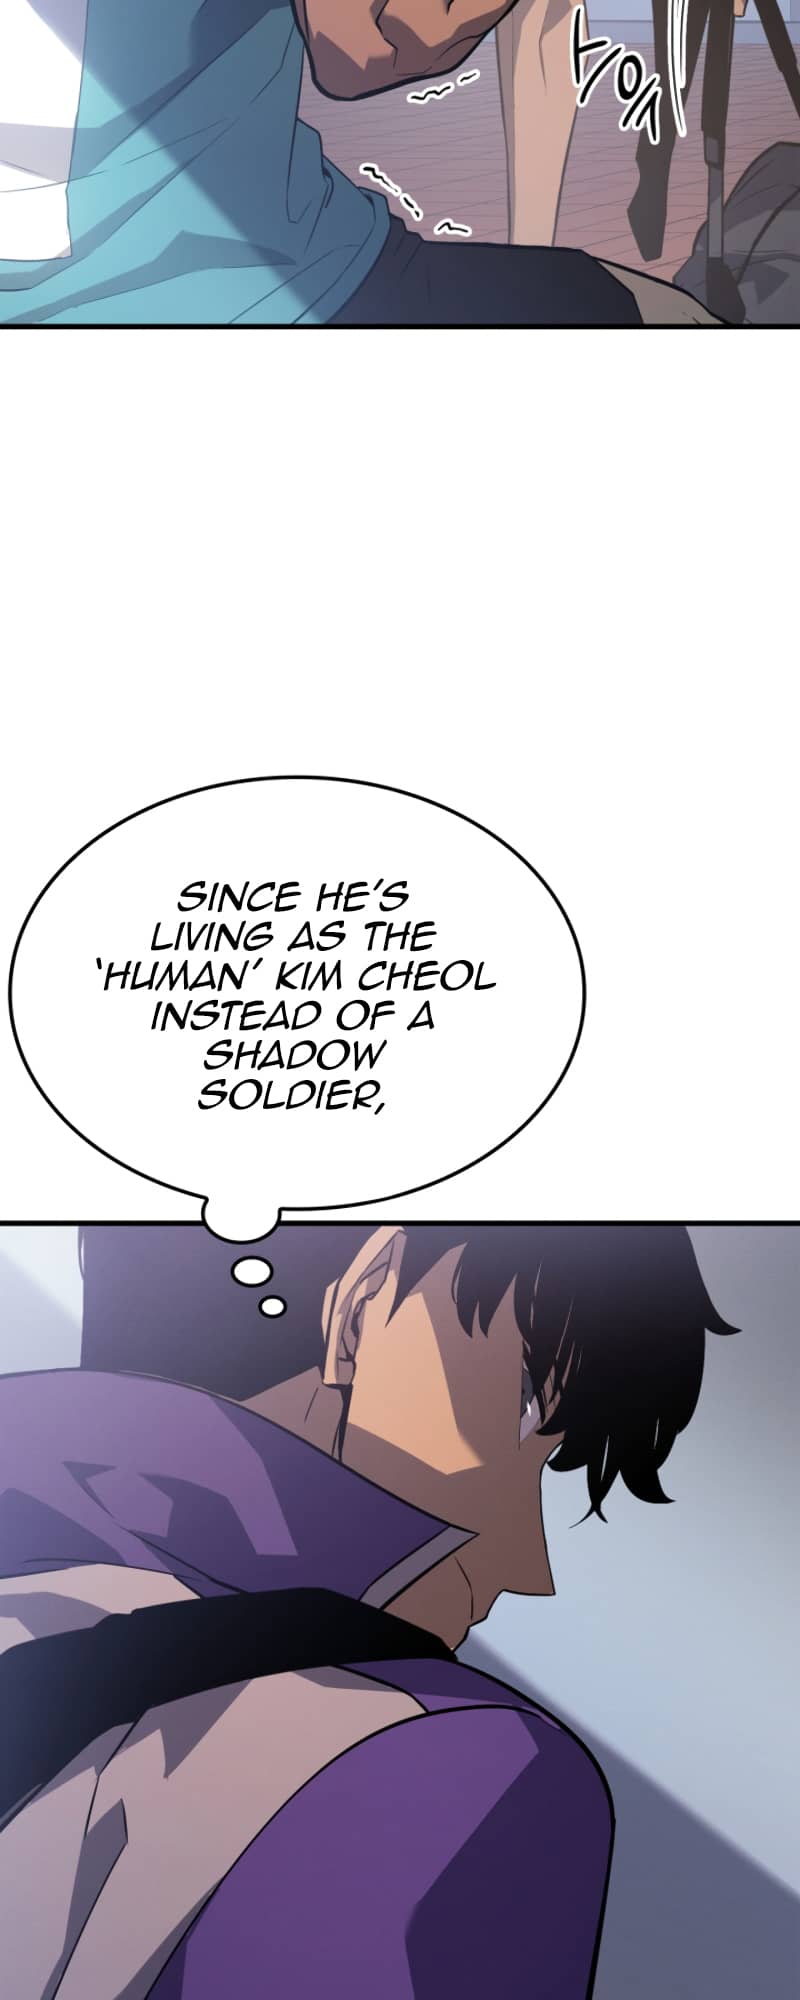 SINCE HE'S
LIVING AS THE
'HUMAN' KIM CHEOL
INSTEAD OF A
SHADOW
SOLDIER,